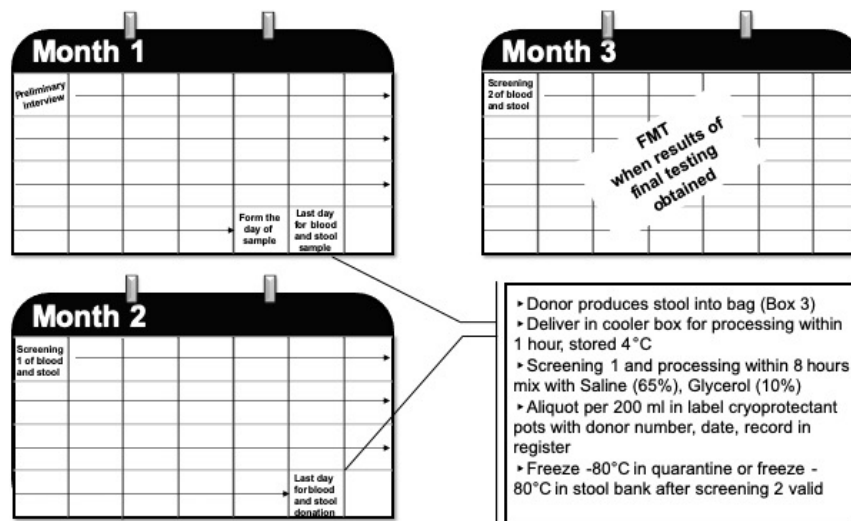 Month 1
Preliminary
interview
Form the
day of
sample
Last day
for blood
and stool
sample
Month 2
Screening
1 of blood
and stool
Last day
for blood
and stool
donation
Month 3
Screening
2 of blood
and stool
FMT
when results of
final testing
obtained
‣ Donor produces stool into bag (Box 3)
‣ Deliver in cooler box for processing within
1 hour, stored 4°C
‣ Screening 1 and processing within 8 hours
mix with Saline (65%), Glycerol (10%)
‣ Aliquot per 200 ml in label cryoprotectant
pots with donor number, date, record in
register
‣ Freeze -80°C in quarantine or freeze -
80°C in stool bank after screening 2 valid